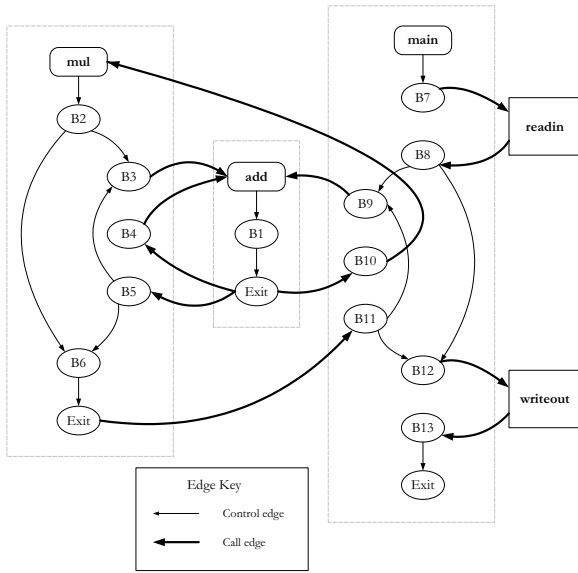 main
mul
B7
B2
readin
B8
B3
add
B9
B4
B1
B10
B5
Exit
B11
B6
B12
writeout
Exit
B13
Exit
Edge Key
Control edge
Call edge